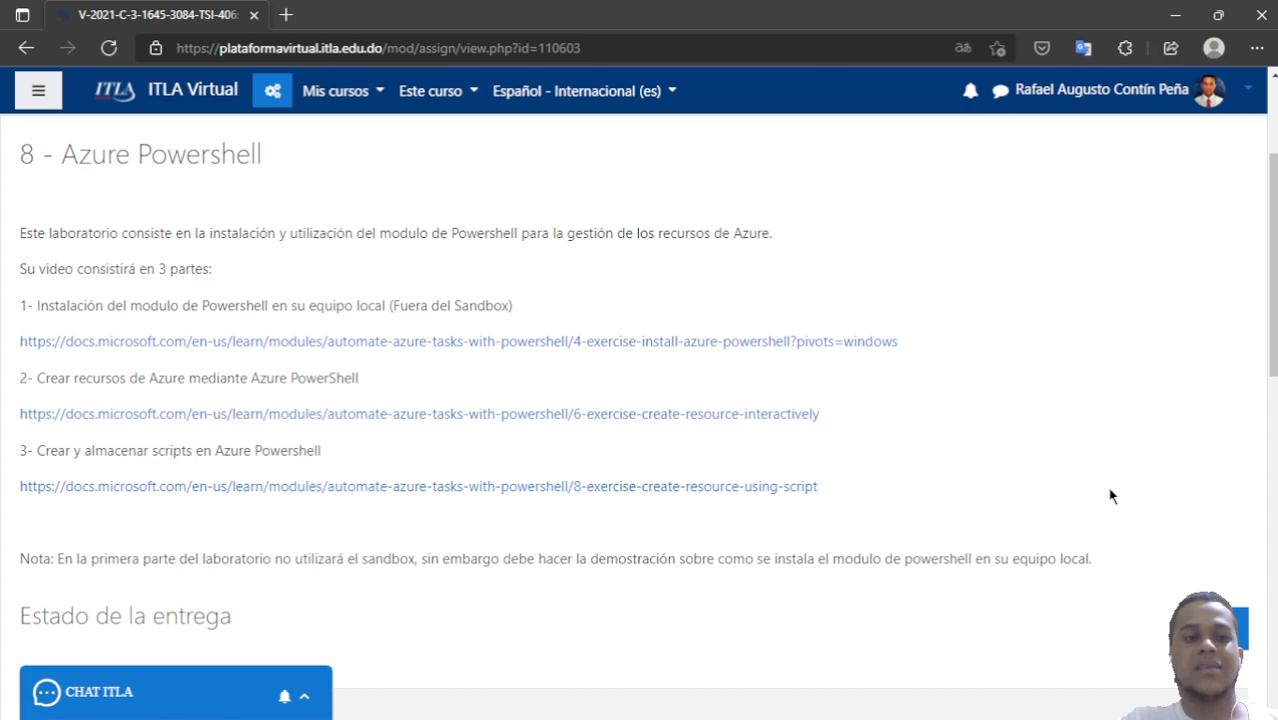 V-2021-C-3-1645-3084-TSI-406
https://plataformavirtual.itla.edu.do/mod/assign/view.php?id=110603
ITLA
ITLA Virtual
Mis cursos
Este curso
Español - Internacional (es)
Rafael Augusto Contín Peña
8 - Azure Powershell
Este laboratorio consiste en la instalación y utilización del modulo de Powershell para la gestión de los recursos de Azure.
Su video consistirá en 3 partes:
1- Instalación del modulo de Powershell en su equipo local (Fuera del Sandbox)
https://docs.microsoft.com/en-us/learn/modules/automate-azure-tasks-with-powershell/4-exercise-install-azure-powershell?pivots=windows
2- Crear recursos de Azure mediante Azure PowerShell
https://docs.microsoft.com/en-us/learn/modules/automate-azure-tasks-with-powershell/6-exercise-create-resource-interactively
3- Crear y almacenar scripts en Azure Powershell
https://docs.microsoft.com/en-us/learn/modules/automate-azure-tasks-with-powershell/8-exercise-create-resource-using-script
Nota: En la primera parte del laboratorio no utilizará el sandbox, sin embargo debe hacer la demostración sobre como se instala el modulo de powershell en su equipo local.
Estado de la entrega
CHAT ITLA